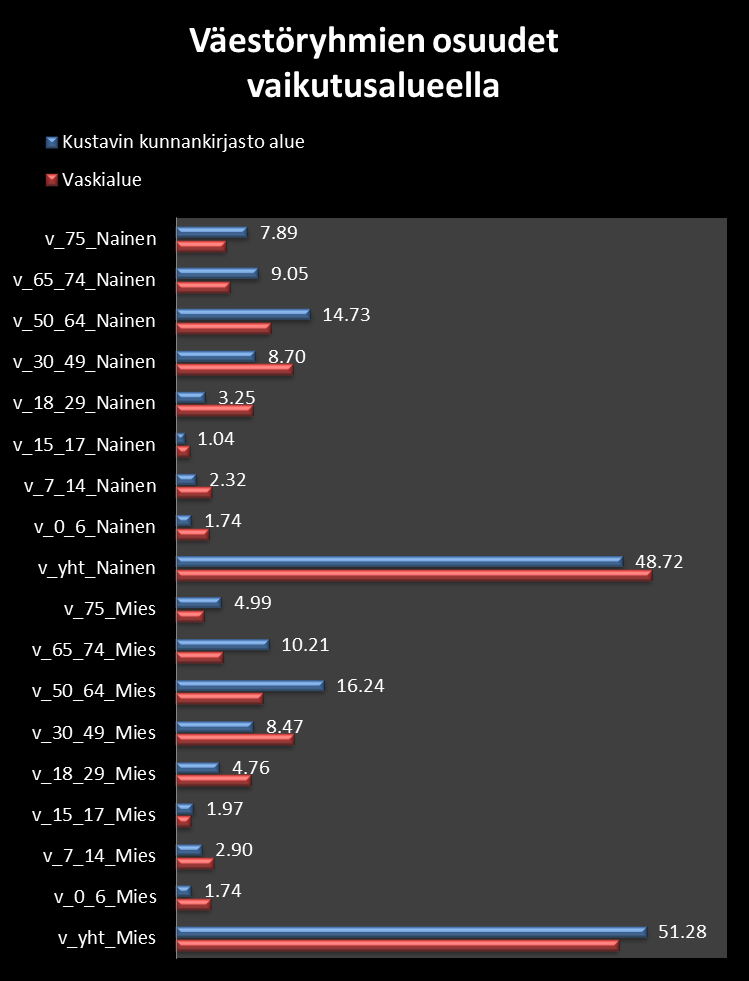 Väestöryhmien osuudet
vaikutusalueella
Kustavin kunnankirjasto alue
Vaskialue
v_75_Nainen 7.89
v_65_74_Nainen 9.05
v_50_64_Nainen 14.73
v_30_49_Nainen 8.70
v_18_29_Nainen 3.25
v_15_17_Nainen 1.04
v_7_14_Nainen 2.32
v_0_6_Nainen 1.74
v_yht_Nainen 48.72
v_75_Mies 4.99
v_65_74_Mies 10.21
v_50_64_Mies 16.24
v_30_49_Mies 8.47
v_18_29_Mies 4.76
v_15_17_Mies 1.97
v_7_14_Mies 2.90
v_0_6_Mies 1.74
v_yht_Mies 51.28